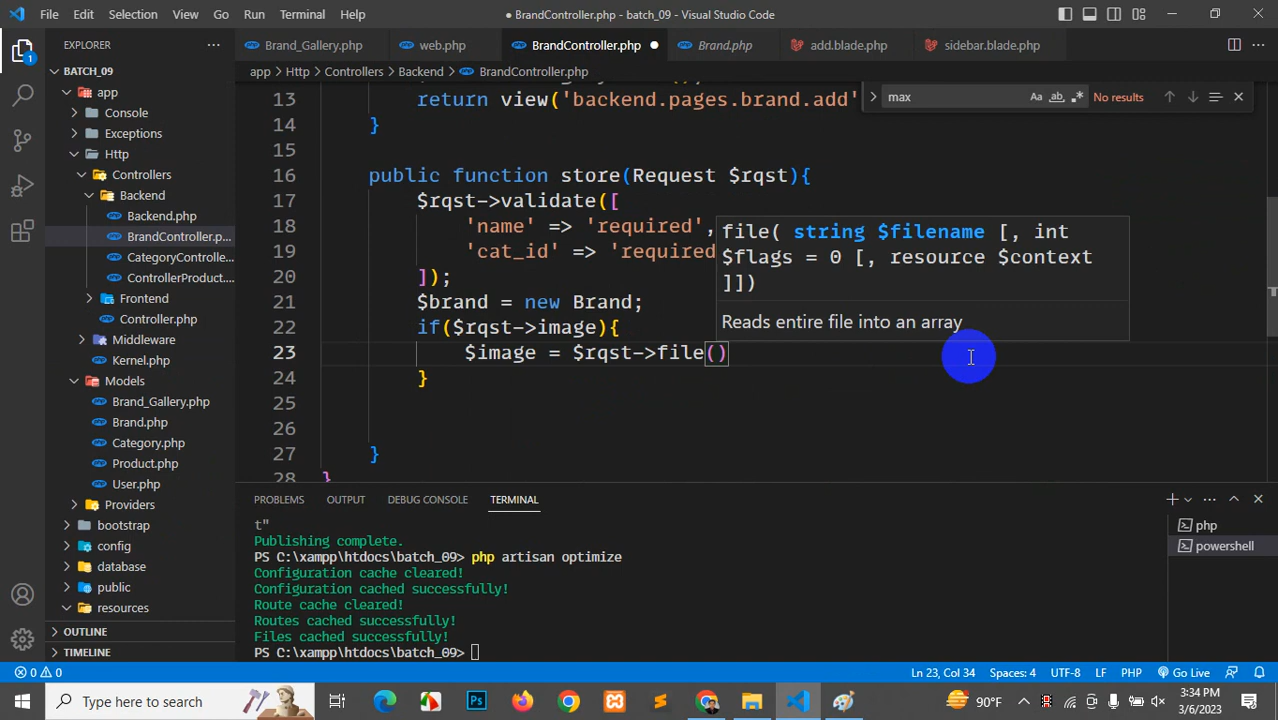 File Edit Selection View Go Run Terminal Help
● BrandController.php - batch_09 - Visual Studio Code
EXPLORER
BATCH_09
app
Console
Exceptions
Http
Controllers
Backend
Backend.php
BrandController.p...
CategoryControlle...
ControllerProduct....
Frontend
Controller.php
Middleware
Kernel.php
Models
Brand_Gallery.php
Brand.php
Category.php
Product.php
User.php
Providers
bootstrap
config
database
public
resources
OUTLINE
TIMELINE
Brand_Gallery.php web.php BrandController.php ● Brand.php add.blade.php sidebar.blade.php
app > Http > Controllers > Backend > BrandController.php
max Aa ab No results
13 return view('backend.pages.brand.add'
14 }
15
16 public function store(Request $rqst){
17 $rqst->validate([
18 'name' => 'required',
19 'cat_id' => 'required
20 ]);
21 $brand = new Brand;
22 if($rqst->image){
23 $image = $rqst->file()
24 }
25
26
27 }
28 }
file( string $filename [, int
$flags = 0 [, resource $context
]])
Reads entire file into an array
PROBLEMS OUTPUT DEBUG CONSOLE TERMINAL
t"
Publishing complete.
PS C:\xampp\htdocs\batch_09> php artisan optimize
Configuration cache cleared!
Configuration cached successfully!
Route cache cleared!
Routes cached successfully!
Files cached successfully!
PS C:\xampp\htdocs\batch_09>
php
powershell
0 0 Ln 23, Col 34 Spaces: 4 UTF-8 LF PHP Go Live
Type here to search
90°F
3:34 PM
3/6/2023